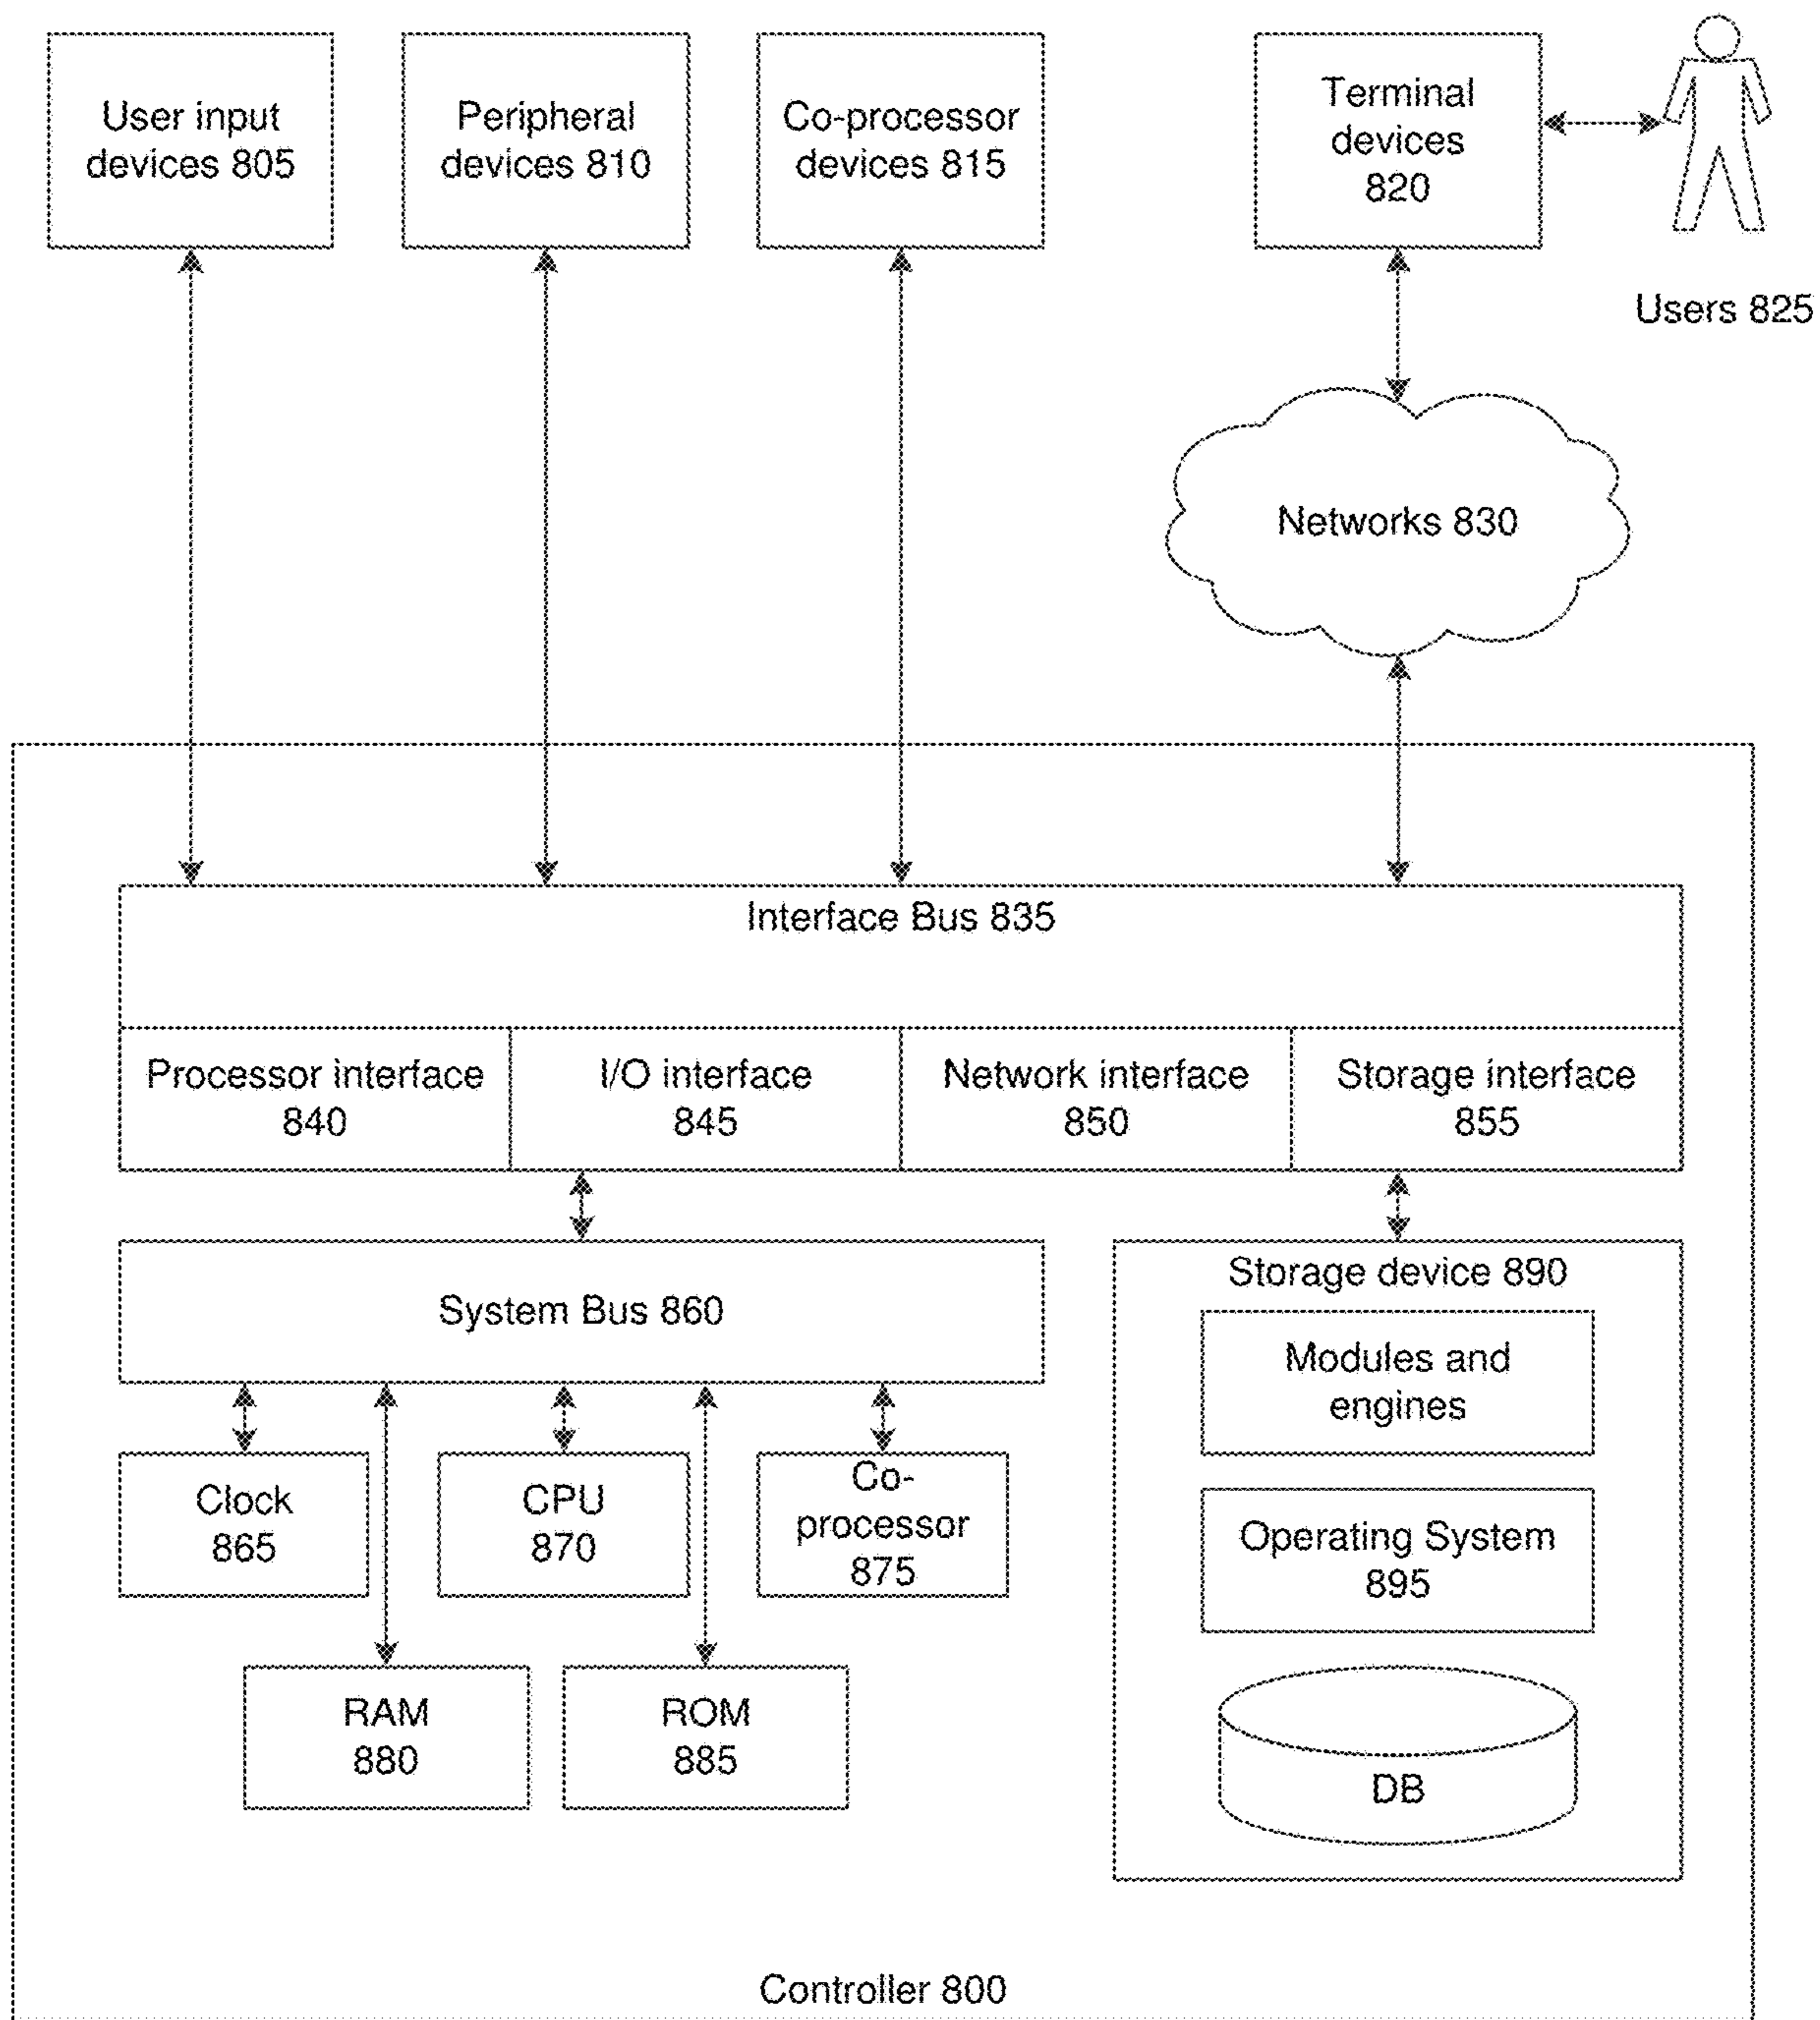 User input
devices 805
Peripheral
devices 810
Co-processor
devices 815
Terminal
devices
820
Users 825
Networks 830
Interface Bus 835
Processor interface
840
I/O interface
845
Network interface
850
Storage interface
855
System Bus 860
Clock
865
CPU
870
Co-
processor
875
RAM
880
ROM
885
Storage device 890
Modules and
engines
Operating System
895
DB
Controller 800